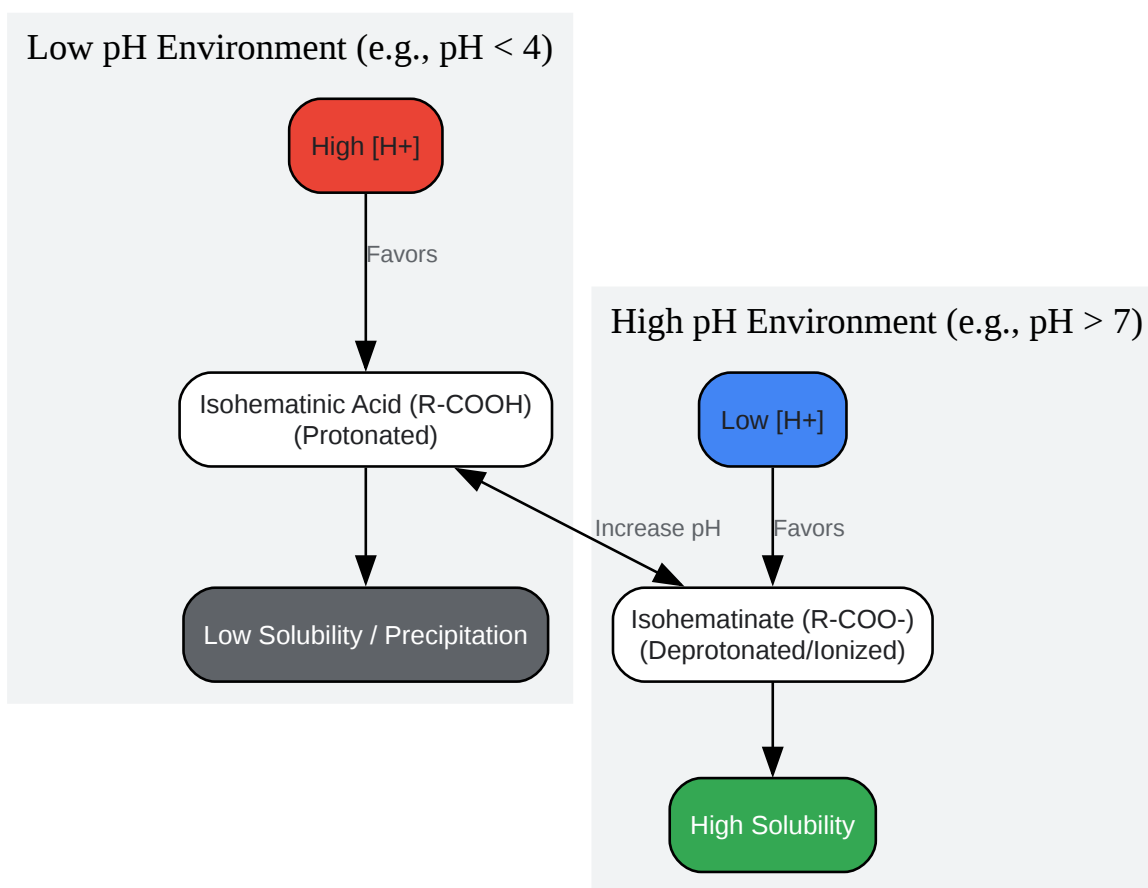 Low pH Environment (e.g., pH < 4)
High [H+]
Favors
Isohematinic Acid (R-COOH)
(Protonated)
Low Solubility / Precipitation
Increase pH
High pH Environment (e.g., pH > 7)
Low [H+]
Favors
Isohematinate (R-COO-)
(Deprotonated/Ionized)
High Solubility